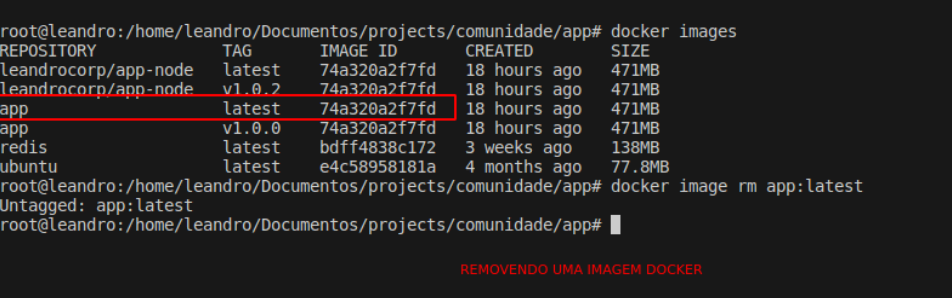 root@leandro:/home/leandro/Documentos/projects/comunidade/app# docker images
REPOSITORY TAG IMAGE ID CREATED SIZE
leandrocorp/app-node latest 74a320a2f7fd 18 hours ago 471MB
leandrocorp/app-node v1.0.2 74a320a2f7fd 18 hours ago 471MB
app latest 74a320a2f7fd 18 hours ago 471MB
app v1.0.0 74a320a2f7fd 18 hours ago 471MB
redis latest bdff4838c172 3 weeks ago 138MB
ubuntu latest e4c58958181a 4 months ago 77.8MB
root@leandro:/home/leandro/Documentos/projects/comunidade/app# docker image rm app:latest
Untagged: app:latest
root@leandro:/home/leandro/Documentos/projects/comunidade/app#
REMOVENDO UMA IMAGEM DOCKER